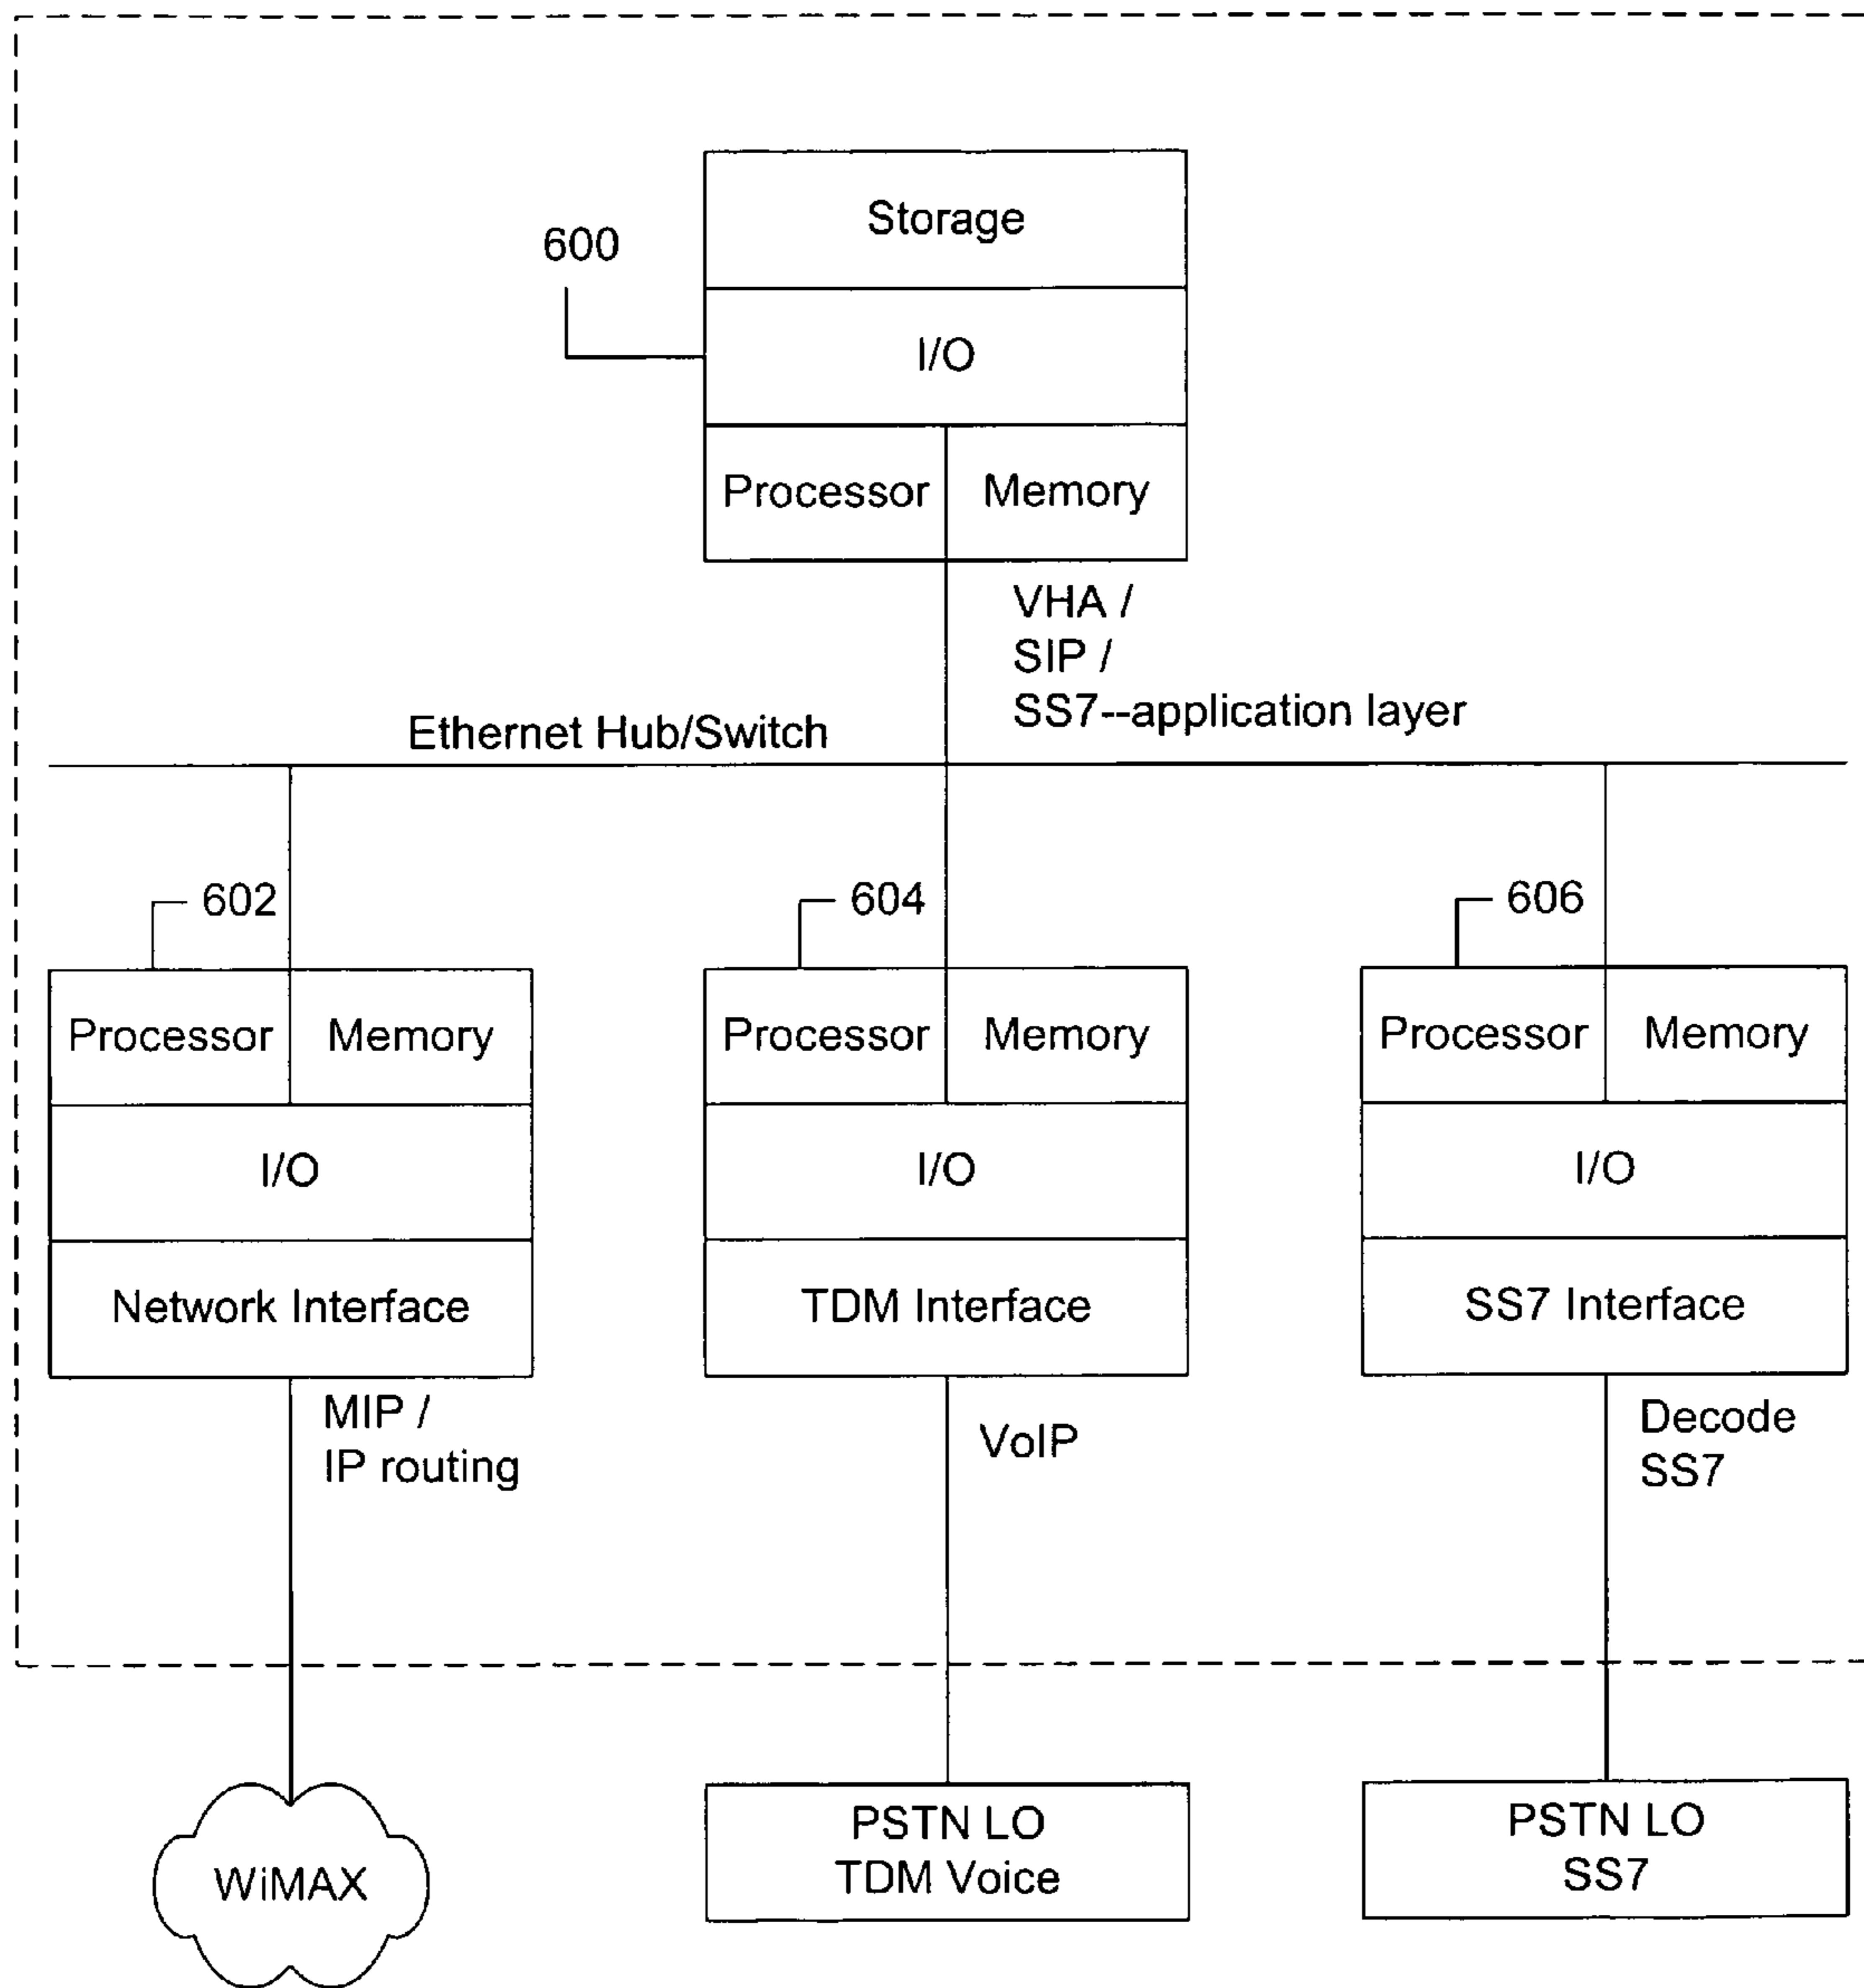 Storage
600
I/O
Processor Memory
VHA /
SIP /
SS7--application layer
Ethernet Hub/Switch
602
604
606
Processor Memory
Processor Memory
Processor Memory
I/O
I/O
I/O
Network Interface
TDM Interface
SS7 Interface
MIP /
IP routing
VoIP
Decode
SS7
WiMAX
PSTN LO
TDM Voice
PSTN LO
SS7